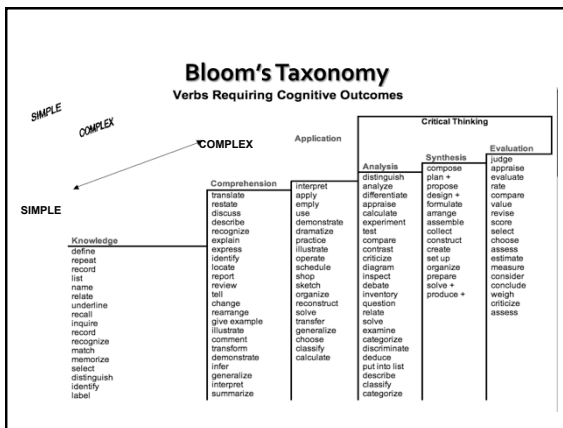 Bloom's Taxonomy
Verbs Requiring Cognitive Outcomes
SIMPLE
COMPLEX
COMPLEX
SIMPLE
Critical Thinking
Knowledge
define
repeat
record
list
name
relate
underline
recall
inquire
record
recognize
match
memorize
select
distinguish
identify
label
Comprehension
translate
restate
discuss
describe
recognize
explain
express
identify
locate
report
review
tell
change
rearrange
give example
illustrate
comment
transform
demonstrate
infer
generalize
interpret
summarize
Application
interpret
apply
emply
use
demonstrate
dramatize
practice
illustrate
operate
schedule
shop
sketch
organize
reconstruct
solve
transfer
generalize
choose
classify
calculate
Analysis
distinguish
analyze
differentiate
appraise
calculate
experiment
test
compare
contrast
criticize
diagram
inspect
debate
inventory
question
relate
solve
examine
categorize
discriminate
deduce
put into list
describe
classify
categorize
Synthesis
compose
plan +
propose
design +
formulate
arrange
assemble
collect
construct
create
set up
organize
prepare
solve +
produce +
Evaluation
judge
appraise
evaluate
rate
compare
value
revise
score
select
choose
assess
estimate
measure
consider
conclude
weigh
criticize
assess